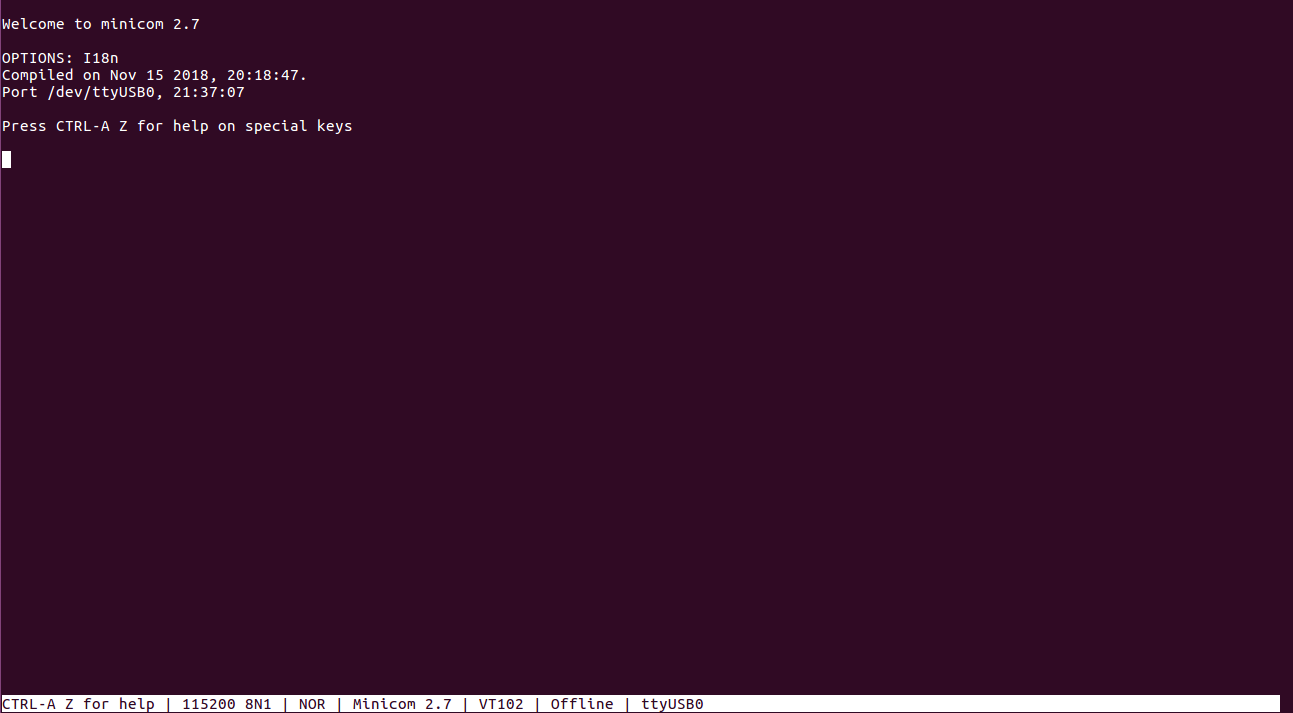 Welcome to minicom 2.7
OPTIONS: I18n
Compiled on Nov 15 2018, 20:18:47.
Port /dev/ttyUSB0, 21:37:07
Press CTRL-A Z for help on special keys
CTRL-A Z for help | 115200 8N1 | NOR | Minicom 2.7 | VT102 | Offline | ttyUSB0